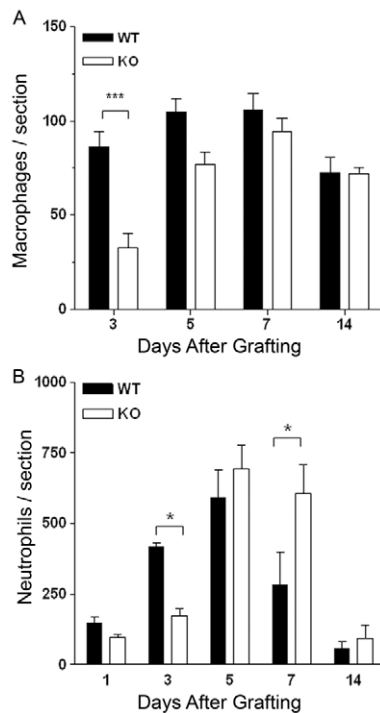 A
150
WT
KO
***
100
Macrophages / section
50
0
3 5 7 14
Days After Grafting
B
1000
WT
KO
750
*
Neutrophils / section
500
*
250
0
1 3 5 7 14
Days After Grafting